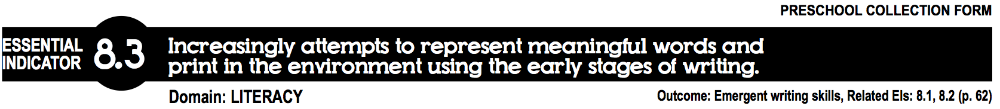 PRESCHOOL COLLECTION FORM
ESSENTIAL
INDICATOR
8.3
Increasingly attempts to represent meaningful words and
print in the environment using the early stages of writing.
Domain: LITERACY
Outcome: Emergent writing skills, Related EIs: 8.1, 8.2 (p. 62)